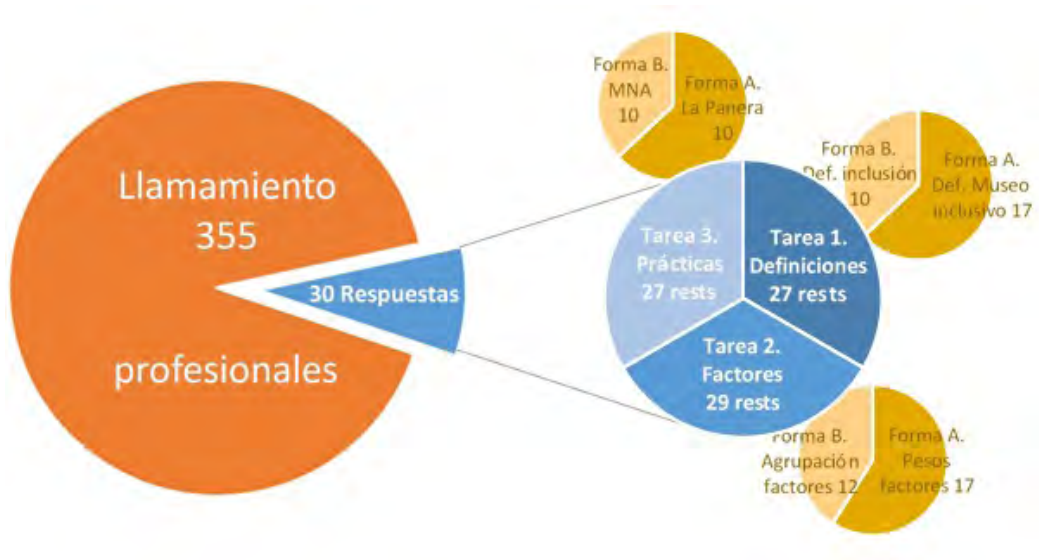 Llamamiento
355
profesionales
30 Respuestas
Forma B.
MNA
10
Forma A.
La Panera
10
Forma B.
Def. inclusión
10
Forma A.
Def. Museo
inclusivo 17
Tarea 3.
Prácticas
27 rests
Tarea 1.
Definiciones
27 rests
Tarea 2.
Factores
29 rests
Forma B.
Agrupación
factores 12
Forma A.
Pesos
factores 17